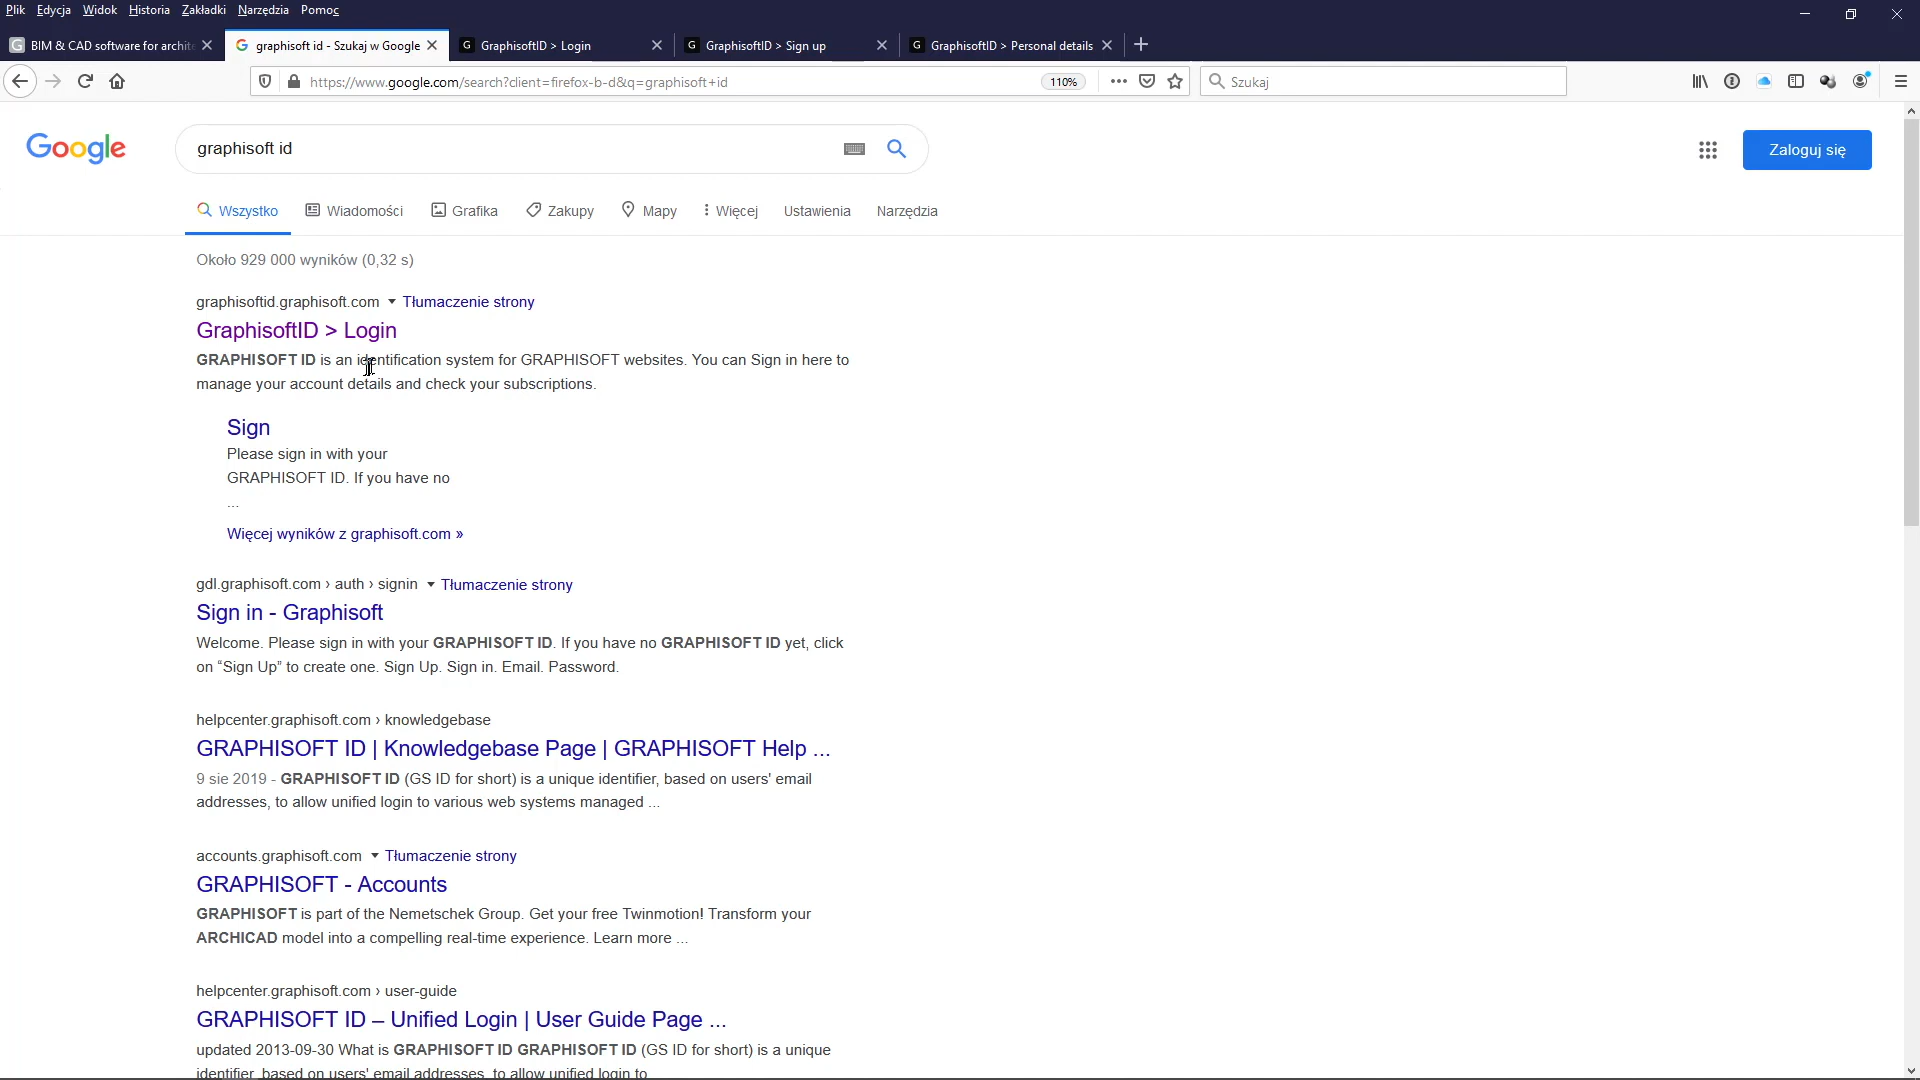 Plik Edycja Widok Historia Zakładki Narzędzia Pomoc
BIM & CAD software for archit
graphisoft id - Szukaj w Google
GraphisoftID > Login
GraphisoftID > Sign up
GraphisoftID > Personal details
https://www.google.com/search?client=firefox-b-d&q=graphisoft+id
110%
Szukaj
Google
graphisoft id
Zaloguj się
Wszystko Wiadomości Grafika Zakupy Mapy Więcej Ustawienia Narzędzia
Około 929 000 wyników (0,32 s)
graphisoftid.graphisoft.com Tłumaczenie strony
GraphisoftID > Login
GRAPHISOFT ID is an identification system for GRAPHISOFT websites. You can Sign in here to
manage your account details and check your subscriptions.
Sign
Please sign in with your
GRAPHISOFT ID. If you have no
...
Więcej wyników z graphisoft.com »
gdl.graphisoft.com › auth › signin Tłumaczenie strony
Sign in - Graphisoft
Welcome. Please sign in with your GRAPHISOFT ID. If you have no GRAPHISOFT ID yet, click
on “Sign Up” to create one. Sign Up. Sign in. Email. Password.
helpcenter.graphisoft.com › knowledgebase
GRAPHISOFT ID | Knowledgebase Page | GRAPHISOFT Help ...
9 sie 2019 - GRAPHISOFT ID (GS ID for short) is a unique identifier, based on users' email
addresses, to allow unified login to various web systems managed ...
accounts.graphisoft.com Tłumaczenie strony
GRAPHISOFT - Accounts
GRAPHISOFT is part of the Nemetschek Group. Get your free Twinmotion! Transform your
ARCHICAD model into a compelling real-time experience. Learn more ...
helpcenter.graphisoft.com › user-guide
GRAPHISOFT ID – Unified Login | User Guide Page ...
updated 2013-09-30 What is GRAPHISOFT ID GRAPHISOFT ID (GS ID for short) is a unique
identifier, based on users' email addresses, to allow unified login to